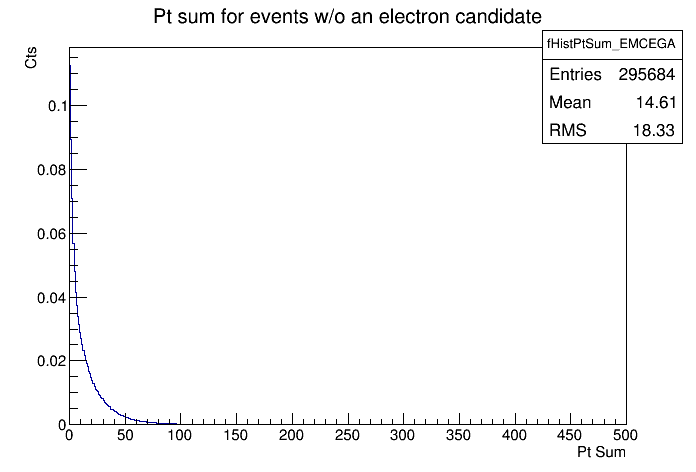 Pt sum for events w/o an electron candidate
fHistPtSum_EMCEGA
Entries 295684
Mean 14.61
RMS 18.33
Cts
0.1
0.08
0.06
0.04
0.02
0
0 50 100 150 200 250 300 350 400 450 500
Pt Sum